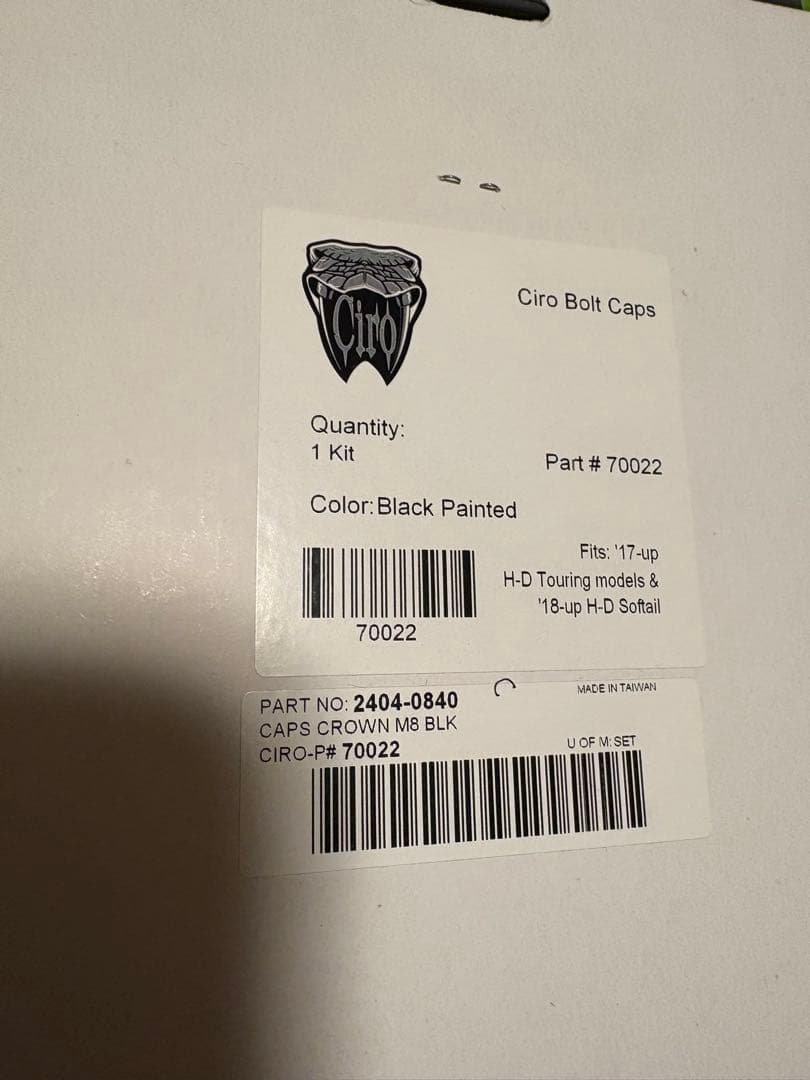 Ciro
Ciro Bolt Caps
Quantity:
1 Kit
Part # 70022
Color:Black Painted
Fits: '17-up
H-D Touring models &
'18-up H-D Softail
70022
PART NO: 2404-0840
MADE IN TAIWAN
CAPS CROWN M8 BLK
CIRO-P# 70022
U OF M: SET